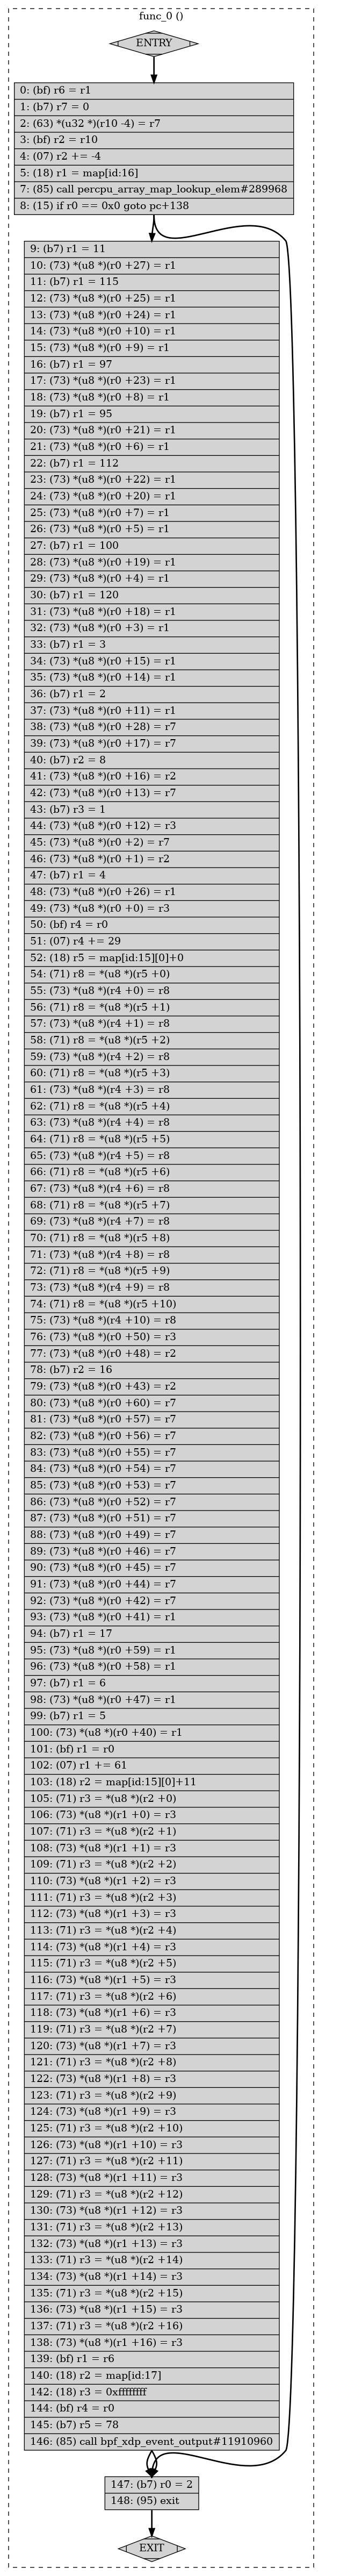 func_0 ()
ENTRY
0: (bf) r6 = r1
1: (b7) r7 = 0
2: (63) *(u32 *)(r10 -4) = r7
3: (bf) r2 = r10
4: (07) r2 += -4
5: (18) r1 = map[id:16]
7: (85) call percpu_array_map_lookup_elem#289968
8: (15) if r0 == 0x0 goto pc+138
9: (b7) r1 = 11
10: (73) *(u8 *)(r0 +27) = r1
11: (b7) r1 = 115
12: (73) *(u8 *)(r0 +25) = r1
13: (73) *(u8 *)(r0 +24) = r1
14: (73) *(u8 *)(r0 +10) = r1
15: (73) *(u8 *)(r0 +9) = r1
16: (b7) r1 = 97
17: (73) *(u8 *)(r0 +23) = r1
18: (73) *(u8 *)(r0 +8) = r1
19: (b7) r1 = 95
20: (73) *(u8 *)(r0 +21) = r1
21: (73) *(u8 *)(r0 +6) = r1
22: (b7) r1 = 112
23: (73) *(u8 *)(r0 +22) = r1
24: (73) *(u8 *)(r0 +20) = r1
25: (73) *(u8 *)(r0 +7) = r1
26: (73) *(u8 *)(r0 +5) = r1
27: (b7) r1 = 100
28: (73) *(u8 *)(r0 +19) = r1
29: (73) *(u8 *)(r0 +4) = r1
30: (b7) r1 = 120
31: (73) *(u8 *)(r0 +18) = r1
32: (73) *(u8 *)(r0 +3) = r1
33: (b7) r1 = 3
34: (73) *(u8 *)(r0 +15) = r1
35: (73) *(u8 *)(r0 +14) = r1
36: (b7) r1 = 2
37: (73) *(u8 *)(r0 +11) = r1
38: (73) *(u8 *)(r0 +28) = r7
39: (73) *(u8 *)(r0 +17) = r7
40: (b7) r2 = 8
41: (73) *(u8 *)(r0 +16) = r2
42: (73) *(u8 *)(r0 +13) = r7
43: (b7) r3 = 1
44: (73) *(u8 *)(r0 +12) = r3
45: (73) *(u8 *)(r0 +2) = r7
46: (73) *(u8 *)(r0 +1) = r2
47: (b7) r1 = 4
48: (73) *(u8 *)(r0 +26) = r1
49: (73) *(u8 *)(r0 +0) = r3
50: (bf) r4 = r0
51: (07) r4 += 29
52: (18) r5 = map[id:15][0]+0
54: (71) r8 = *(u8 *)(r5 +0)
55: (73) *(u8 *)(r4 +0) = r8
56: (71) r8 = *(u8 *)(r5 +1)
57: (73) *(u8 *)(r4 +1) = r8
58: (71) r8 = *(u8 *)(r5 +2)
59: (73) *(u8 *)(r4 +2) = r8
60: (71) r8 = *(u8 *)(r5 +3)
61: (73) *(u8 *)(r4 +3) = r8
62: (71) r8 = *(u8 *)(r5 +4)
63: (73) *(u8 *)(r4 +4) = r8
64: (71) r8 = *(u8 *)(r5 +5)
65: (73) *(u8 *)(r4 +5) = r8
66: (71) r8 = *(u8 *)(r5 +6)
67: (73) *(u8 *)(r4 +6) = r8
68: (71) r8 = *(u8 *)(r5 +7)
69: (73) *(u8 *)(r4 +7) = r8
70: (71) r8 = *(u8 *)(r5 +8)
71: (73) *(u8 *)(r4 +8) = r8
72: (71) r8 = *(u8 *)(r5 +9)
73: (73) *(u8 *)(r4 +9) = r8
74: (71) r8 = *(u8 *)(r5 +10)
75: (73) *(u8 *)(r4 +10) = r8
76: (73) *(u8 *)(r0 +50) = r3
77: (73) *(u8 *)(r0 +48) = r2
78: (b7) r2 = 16
79: (73) *(u8 *)(r0 +43) = r2
80: (73) *(u8 *)(r0 +60) = r7
81: (73) *(u8 *)(r0 +57) = r7
82: (73) *(u8 *)(r0 +56) = r7
83: (73) *(u8 *)(r0 +55) = r7
84: (73) *(u8 *)(r0 +54) = r7
85: (73) *(u8 *)(r0 +53) = r7
86: (73) *(u8 *)(r0 +52) = r7
87: (73) *(u8 *)(r0 +51) = r7
88: (73) *(u8 *)(r0 +49) = r7
89: (73) *(u8 *)(r0 +46) = r7
90: (73) *(u8 *)(r0 +45) = r7
91: (73) *(u8 *)(r0 +44) = r7
92: (73) *(u8 *)(r0 +42) = r7
93: (73) *(u8 *)(r0 +41) = r1
94: (b7) r1 = 17
95: (73) *(u8 *)(r0 +59) = r1
96: (73) *(u8 *)(r0 +58) = r1
97: (b7) r1 = 6
98: (73) *(u8 *)(r0 +47) = r1
99: (b7) r1 = 5
100: (73) *(u8 *)(r0 +40) = r1
101: (bf) r1 = r0
102: (07) r1 += 61
103: (18) r2 = map[id:15][0]+11
105: (71) r3 = *(u8 *)(r2 +0)
106: (73) *(u8 *)(r1 +0) = r3
107: (71) r3 = *(u8 *)(r2 +1)
108: (73) *(u8 *)(r1 +1) = r3
109: (71) r3 = *(u8 *)(r2 +2)
110: (73) *(u8 *)(r1 +2) = r3
111: (71) r3 = *(u8 *)(r2 +3)
112: (73) *(u8 *)(r1 +3) = r3
113: (71) r3 = *(u8 *)(r2 +4)
114: (73) *(u8 *)(r1 +4) = r3
115: (71) r3 = *(u8 *)(r2 +5)
116: (73) *(u8 *)(r1 +5) = r3
117: (71) r3 = *(u8 *)(r2 +6)
118: (73) *(u8 *)(r1 +6) = r3
119: (71) r3 = *(u8 *)(r2 +7)
120: (73) *(u8 *)(r1 +7) = r3
121: (71) r3 = *(u8 *)(r2 +8)
122: (73) *(u8 *)(r1 +8) = r3
123: (71) r3 = *(u8 *)(r2 +9)
124: (73) *(u8 *)(r1 +9) = r3
125: (71) r3 = *(u8 *)(r2 +10)
126: (73) *(u8 *)(r1 +10) = r3
127: (71) r3 = *(u8 *)(r2 +11)
128: (73) *(u8 *)(r1 +11) = r3
129: (71) r3 = *(u8 *)(r2 +12)
130: (73) *(u8 *)(r1 +12) = r3
131: (71) r3 = *(u8 *)(r2 +13)
132: (73) *(u8 *)(r1 +13) = r3
133: (71) r3 = *(u8 *)(r2 +14)
134: (73) *(u8 *)(r1 +14) = r3
135: (71) r3 = *(u8 *)(r2 +15)
136: (73) *(u8 *)(r1 +15) = r3
137: (71) r3 = *(u8 *)(r2 +16)
138: (73) *(u8 *)(r1 +16) = r3
139: (bf) r1 = r6
140: (18) r2 = map[id:17]
142: (18) r3 = 0xffffffff
144: (bf) r4 = r0
145: (b7) r5 = 78
146: (85) call bpf_xdp_event_output#11910960
147: (b7) r0 = 2
148: (95) exit
EXIT